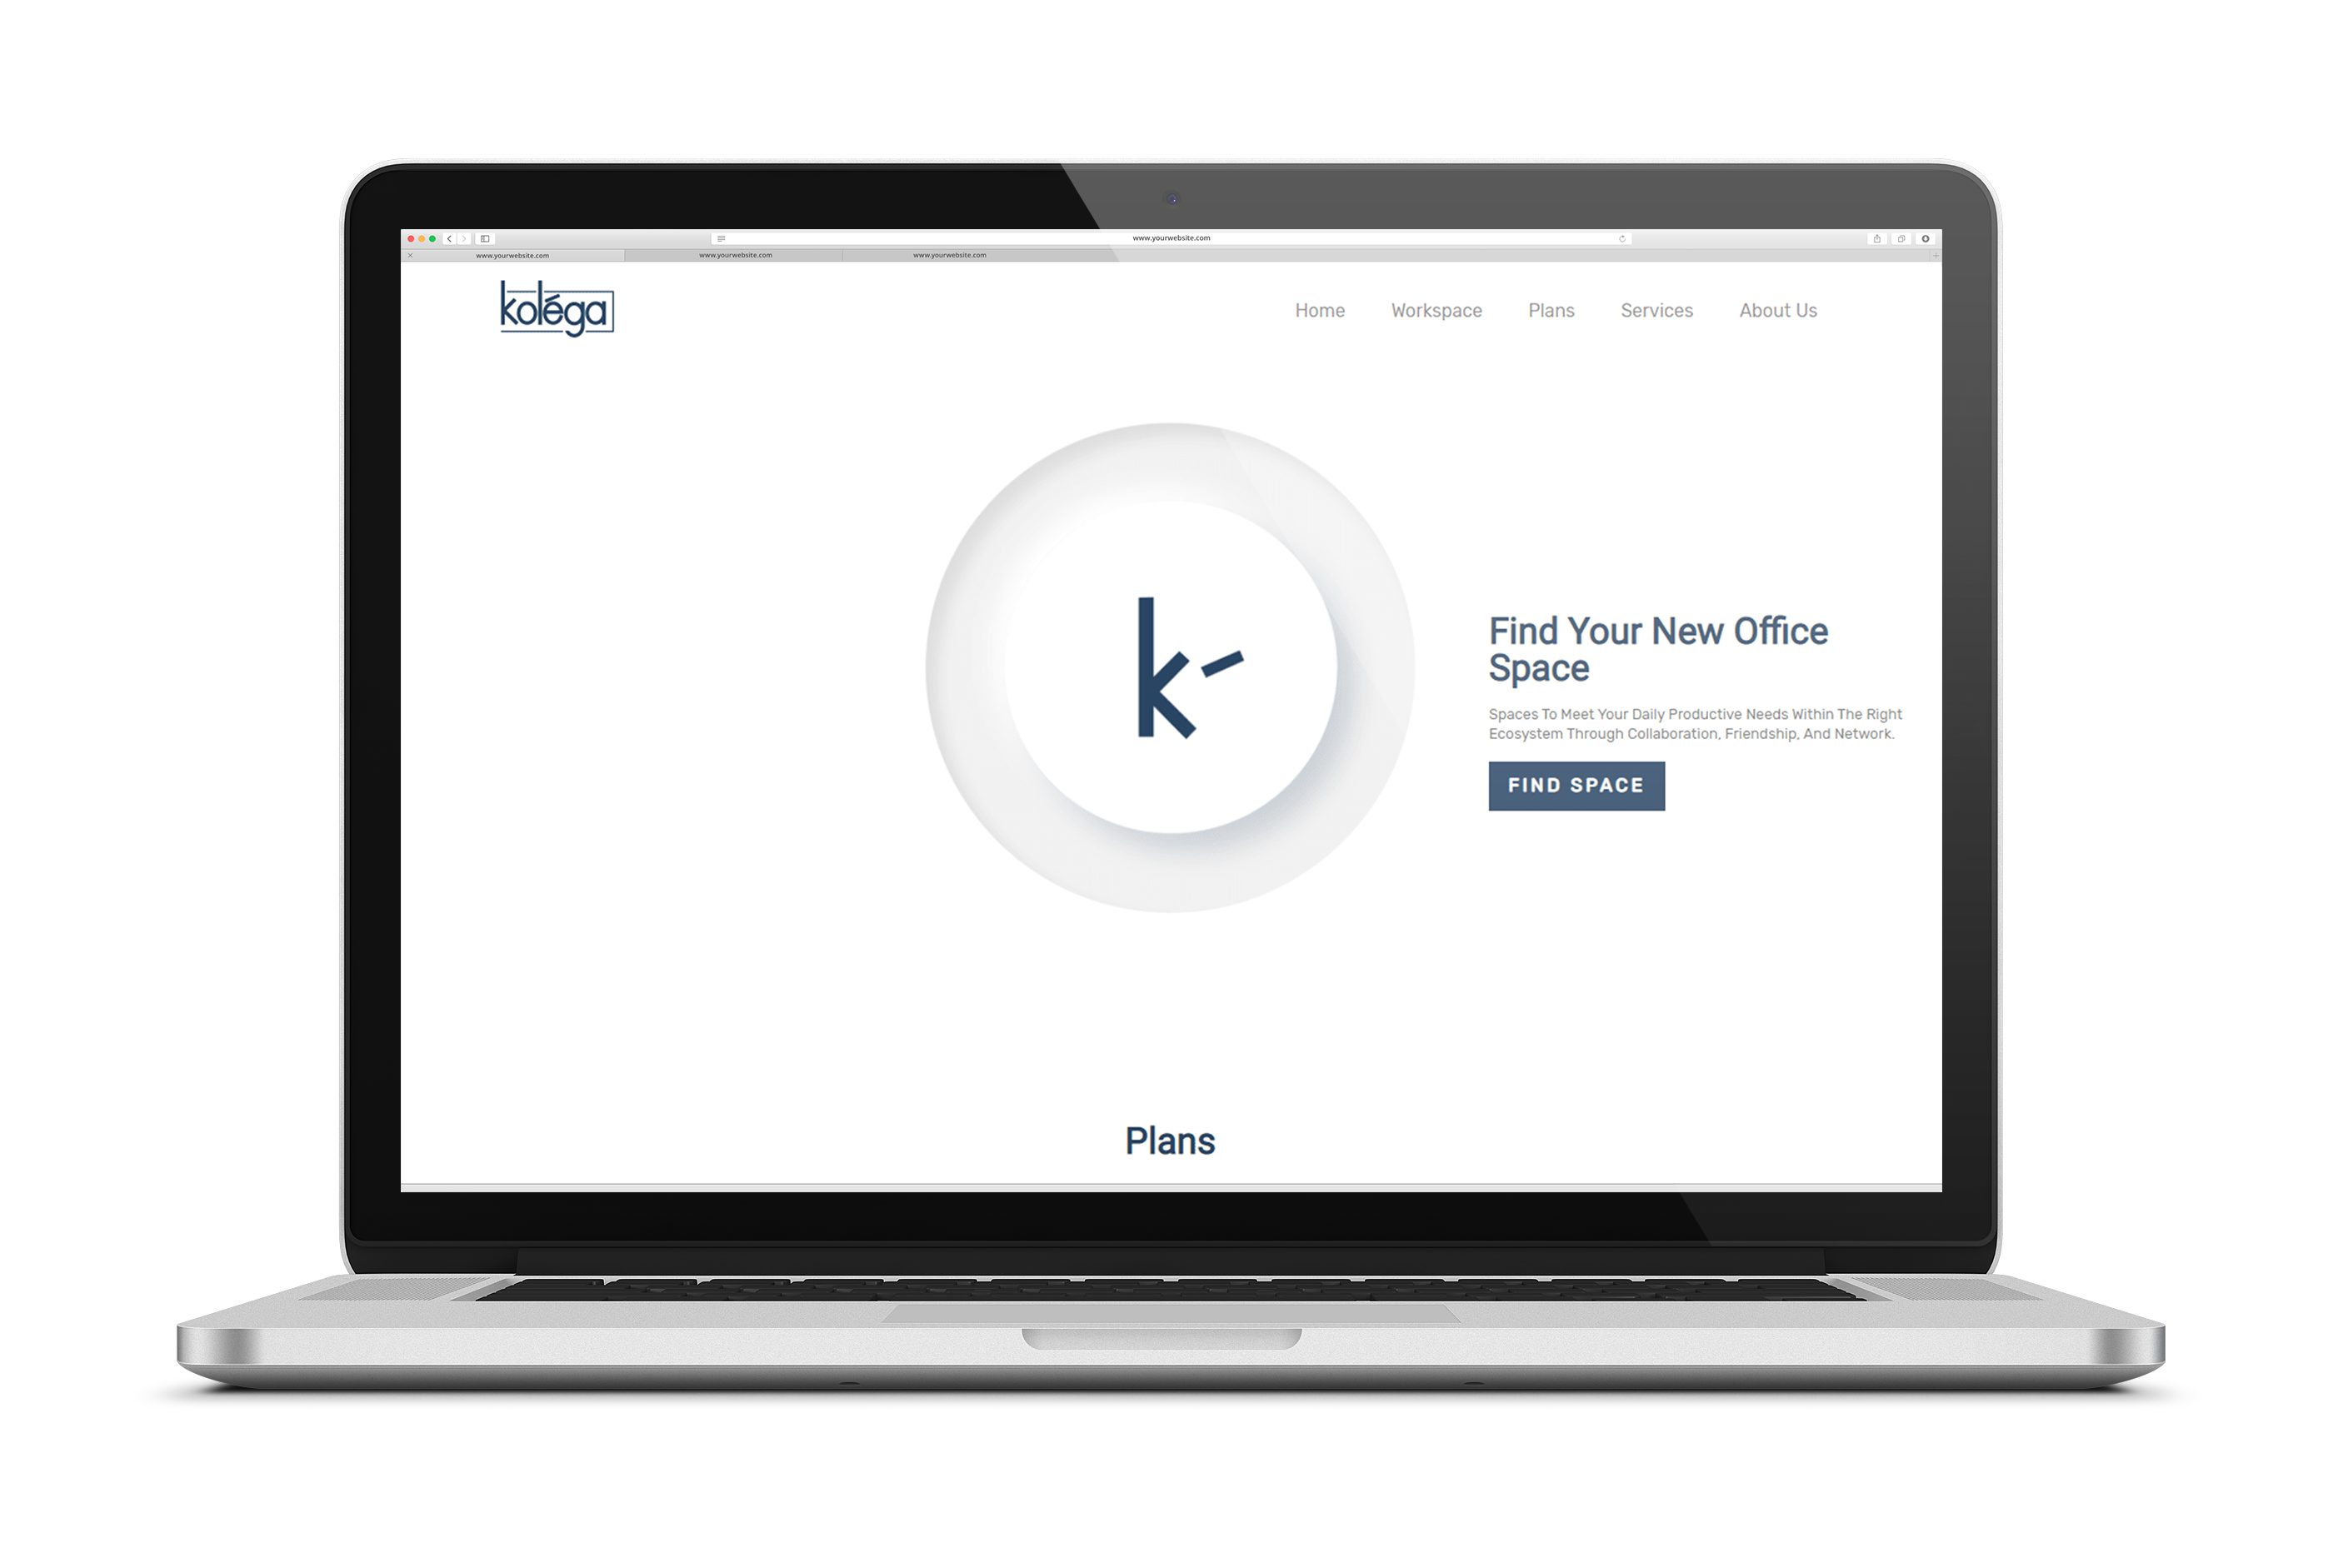 www.yourwebsite.com
www.yourwebsite.com www.yourwebsite.com www.yourwebsite.com
koléga
Home Workspace Plans Services About Us
k-
Find Your New Office
Space
Spaces To Meet Your Daily Productive Needs Within The Right
Ecosystem Through Collaboration, Friendship, And Network.
FIND SPACE
Plans